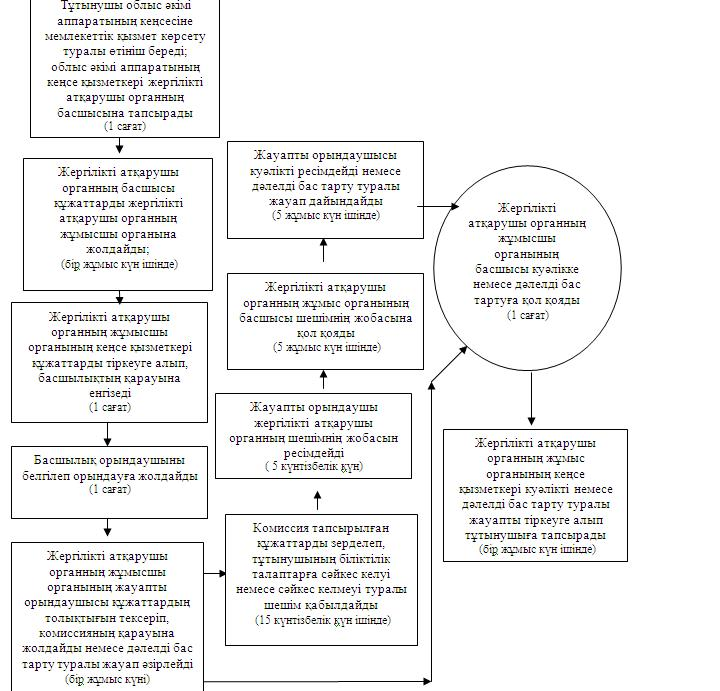 Тұтынушы облыс әкімі
аппаратының кеңсесіне
мемлекеттік қызмет көрсету
туралы өтініш береді;
облыс әкімі аппаратының
кеңсе қызметкері жергілікті
атқарушы органның
басшысына тапсырады
(1 сағат)
Жергілікті атқарушы
органның басшысы
құжаттарды жергілікті
атқарушы органның
жұмысшы органына
жолдайды;
(бір жұмыс күн ішінде)
Жергілікті атқарушы
органның жұмысшы
органының кеңсе қызметкері
құжаттарды тіркеуге алып,
басшылықтың қарауына
енгізеді
(1 сағат)
Басшылық орындаушыны
белгілеп орындауға жолдайды
(1 сағат)
Жергілікті атқарушы
органның жұмысшы
органының жауапты
орындаушысы құжаттардың
толықтығын тексеріп,
комиссияның қарауына
жолдайды немесе дәлелді бас
тарту туралы жауап әзірлейді
(бір жұмыс күні)
Комиссия тапсырылған
құжаттарды зерделеп,
тұтынушының біліктілік
талаптарға сәйкес келуі
немесе сәйкес келмеуі туралы
шешім қабылдайды
(15 күнтізбелік күн ішінде)
Жауапты орындаушы
жергілікті атқарушы
органның шешімнің жобасын
ресімдейді
( 5 күнтізбелік күн)
Жергілікті атқарушы
органның жұмыс органының
басшысы шешімнің жобасына
қол қояды
(5 жұмыс күн ішінде)
Жауапты орындаушысы
куәлікті ресімдейді немесе
дәлелді бас тарту туралы
жауап дайындайды
(5 жұмыс күн ішінде)
Жергілікті
атқарушы органның
жұмысшы
органының
басшысы куәлікке
немесе дәлелді бас
тартуға қол қояды
(1 сағат)
Жергілікті атқарушы
органның жұмыс
органының кеңсе
қызметкері куәлікті немесе
дәлелді бас тарту туралы
жауапты тіркеуге алып
тұтынушыға тапсырады
(бір жұмыс күн ішінде)